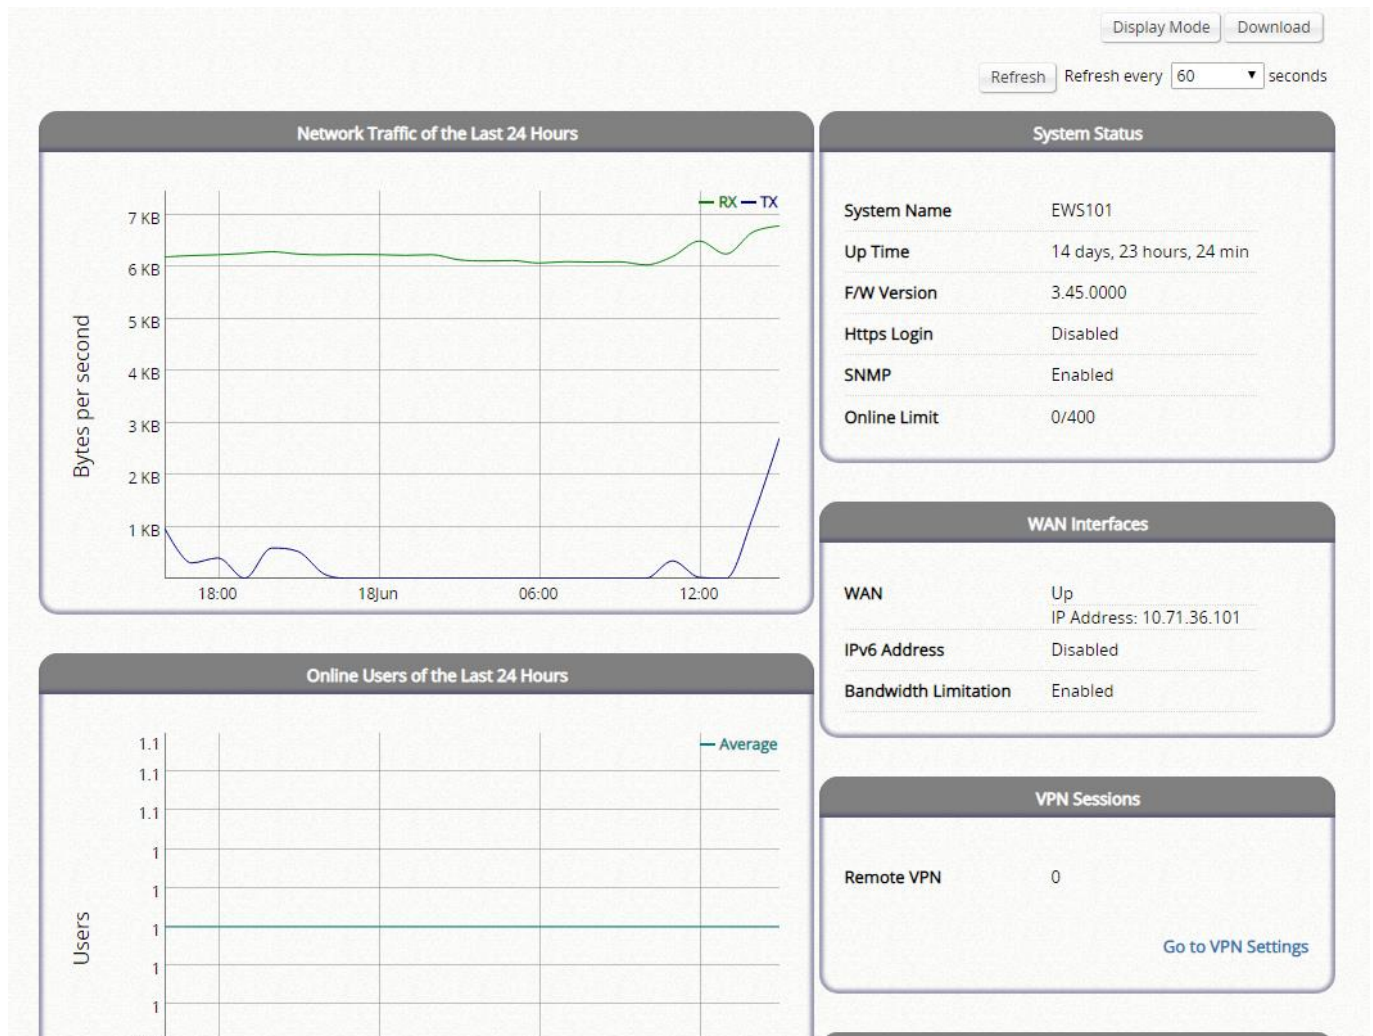 Display Mode Download
Refresh Refresh every 60 seconds
Network Traffic of the Last 24 Hours
RX TX
7 KB
6 KB
5 KB
4 KB
3 KB
2 KB
1 KB
Bytes per second
18:00 18Jun 06:00 12:00
System Status
System Name EWS101
Up Time 14 days, 23 hours, 24 min
F/W Version 3.45.0000
Https Login Disabled
SNMP Enabled
Online Limit 0/400
WAN Interfaces
WAN Up
IP Address: 10.71.36.101
IPv6 Address Disabled
Bandwidth Limitation Enabled
Online Users of the Last 24 Hours
Average
1.1
1.1
1.1
1
1
1
1
1
Users
VPN Sessions
Remote VPN 0
Go to VPN Settings